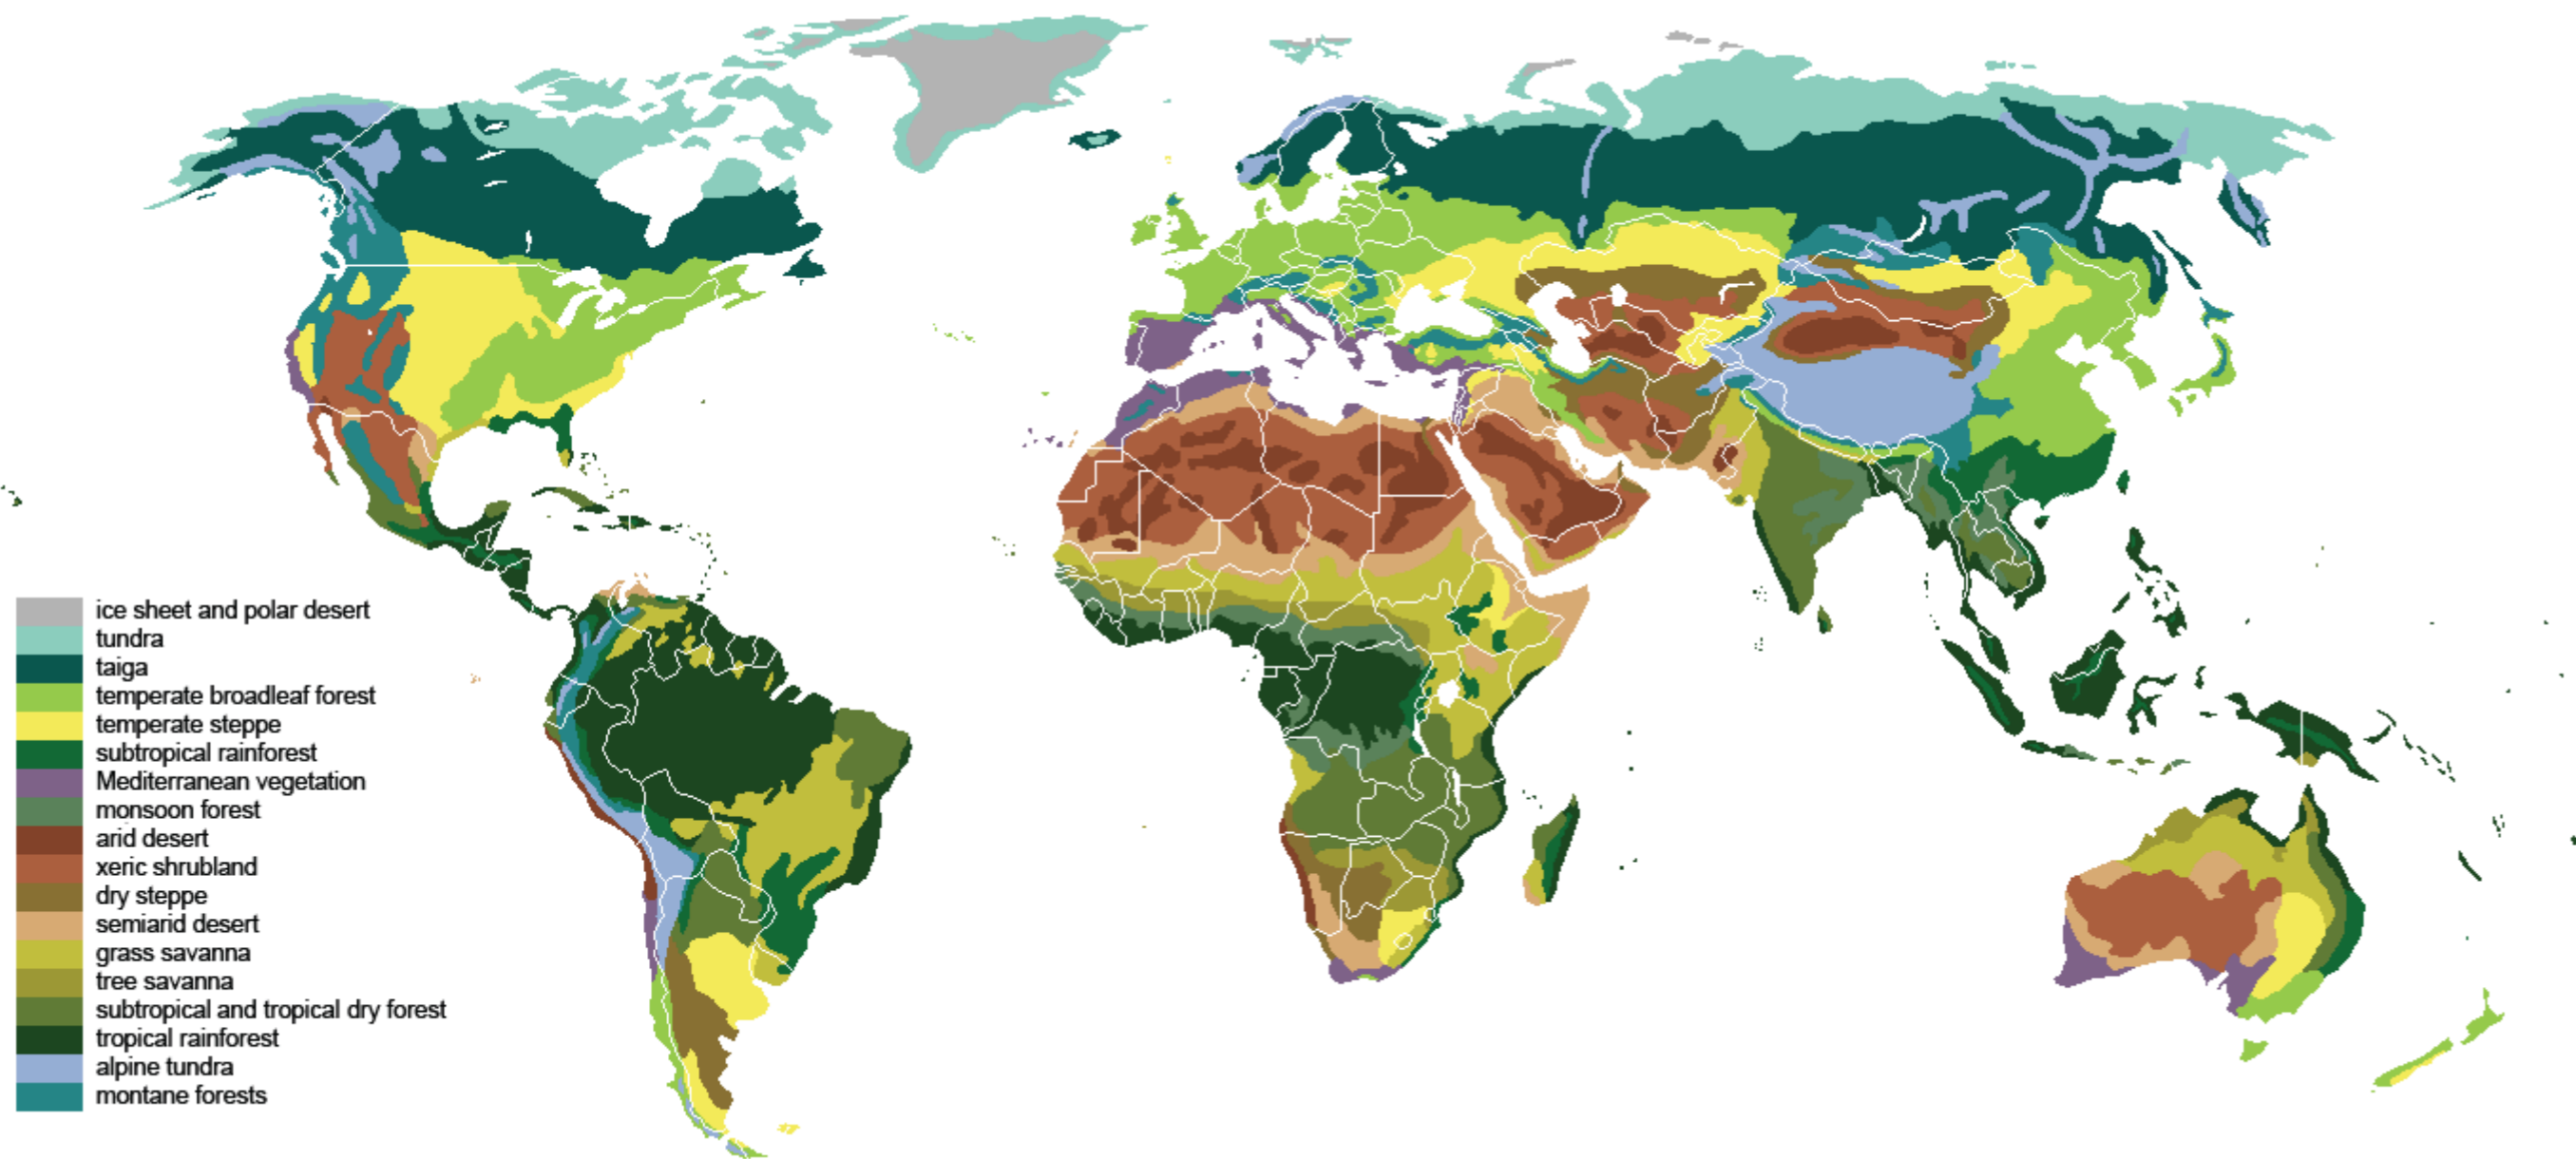 ice sheet and polar desert
tundra
taiga
temperate broadleaf forest
temperate steppe
subtropical rainforest
Mediterranean vegetation
monsoon forest
arid desert
xeric shrubland
dry steppe
semiarid desert
grass savanna
tree savanna
subtropical and tropical dry forest
tropical rainforest
alpine tundra
montane forests